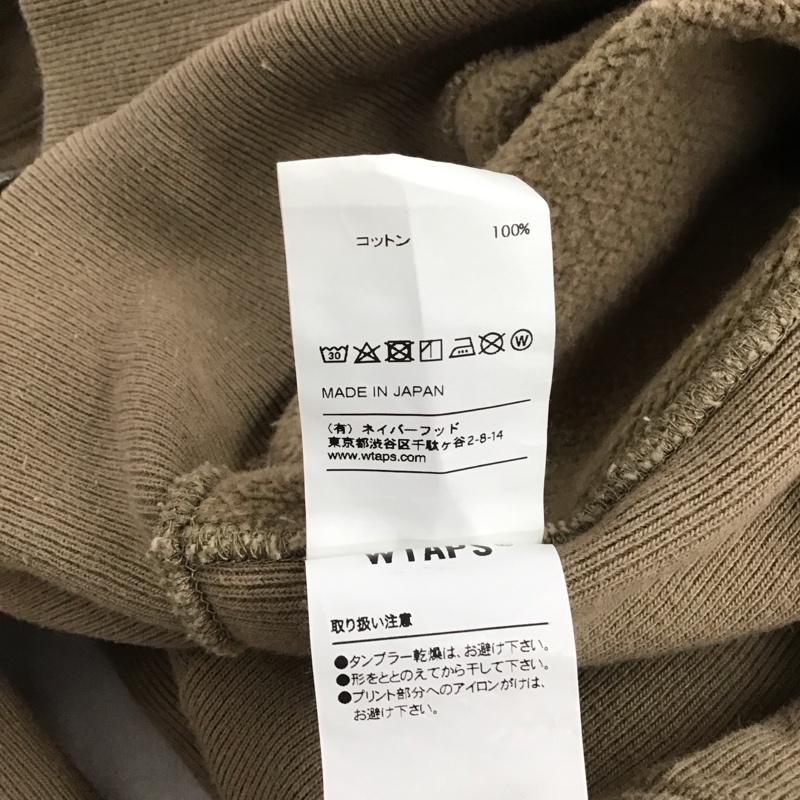 コットン 100%
30 W
MADE IN JAPAN
(有) ネイバーフッド
東京都渋谷区千駄ヶ谷2-8-14
www.wtaps.com
WTAPS
取り扱い注意
●タンブラー乾燥は、お避け下さい。
●形をととのえてから干して下さい。
●プリント部分へのアイロンがけは、
お避け下さい。